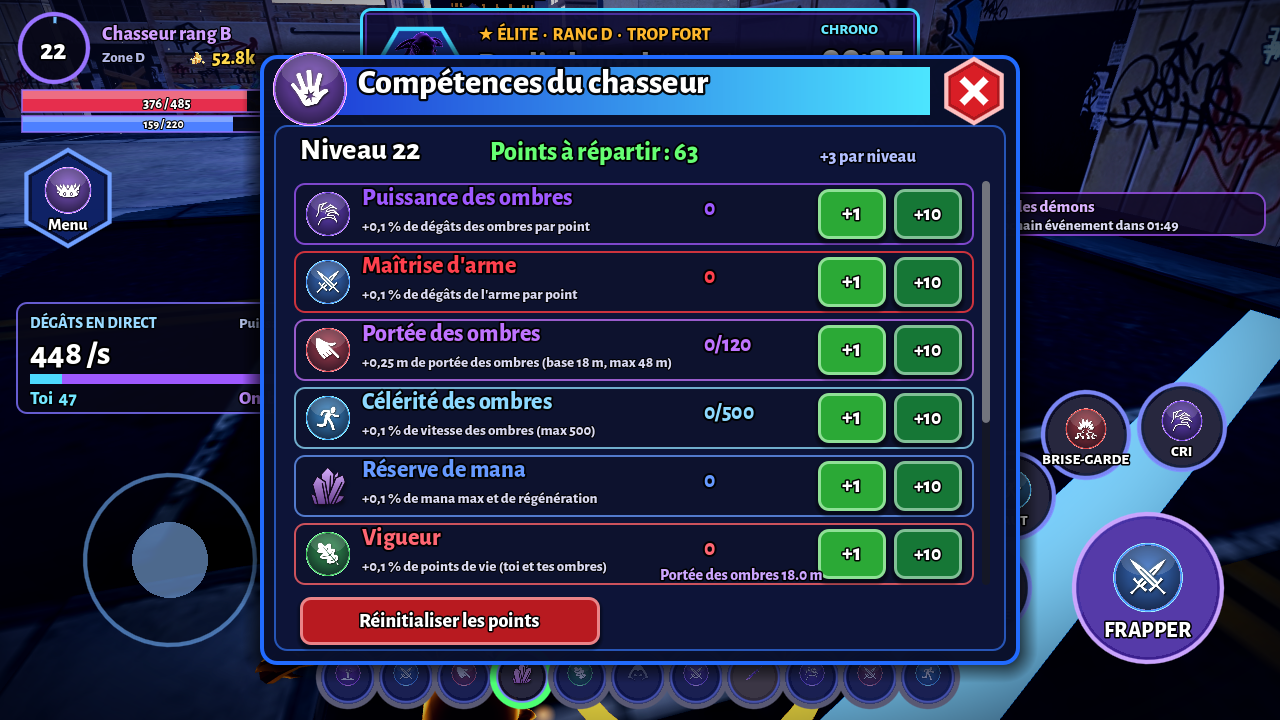 22
Chasseur rang B
Zone D
52.8k
376 / 485
159 / 220
★ ÉLITE · RANG D · TROP FORT
CHRONO
Compétences du chasseur
Menu
Niveau 22
Points à répartir : 63
+3 par niveau
Puissance des ombres
+0,1 % de dégâts des ombres par point
0
+1
+10
Maîtrise d'arme
+0,1 % de dégâts de l'arme par point
0
+1
+10
Portée des ombres
+0,25 m de portée des ombres (base 18 m, max 48 m)
0/120
+1
+10
Célérité des ombres
+0,1 % de vitesse des ombres (max 500)
0/500
+1
+10
Réserve de mana
+0,1 % de mana max et de régénération
0
+1
+10
Vigueur
+0,1 % de points de vie (toi et tes ombres)
0
+1
+10
Portée des ombres 18.0 m
Réinitialiser les points
des démons
événement dans 01:49
DÉGÂTS EN DIRECT
Pui
448 /s
Toi 47
On
BRISE-GARDE
CRI
T
FRAPPER